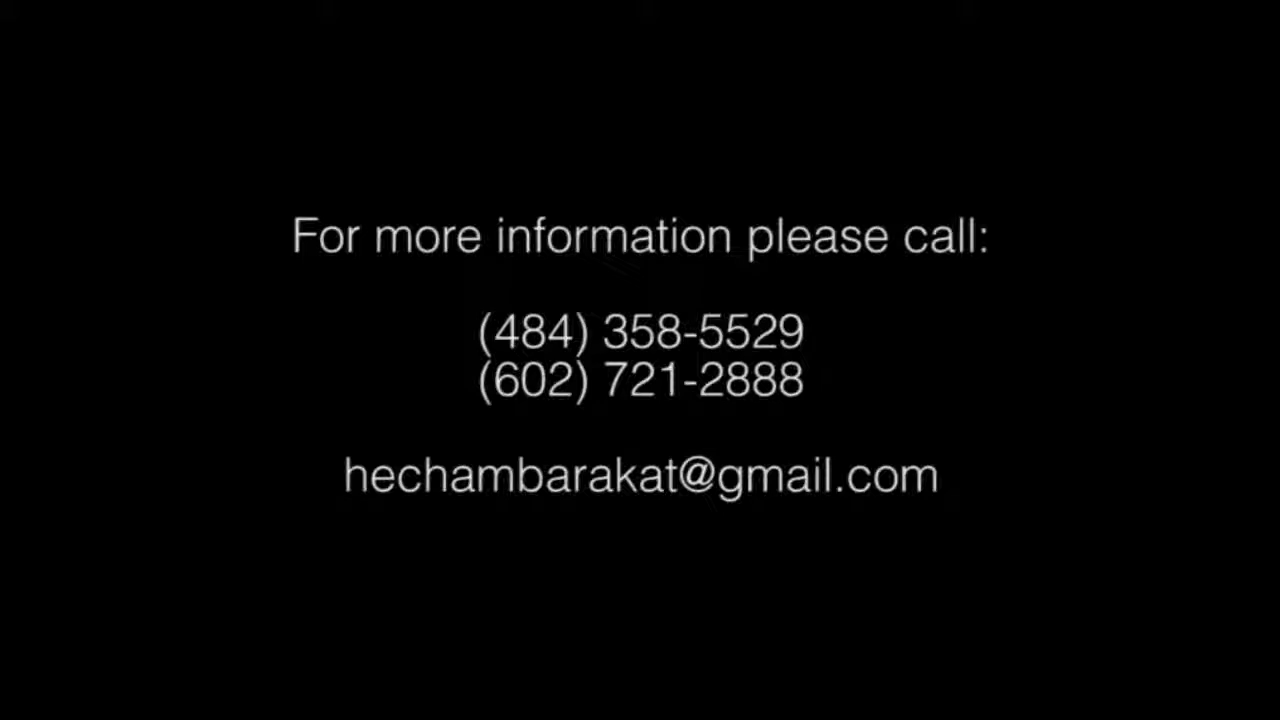 For more information please call:
(484) 358-5529
(602) 721-2888
hechambarakat@gmail.com